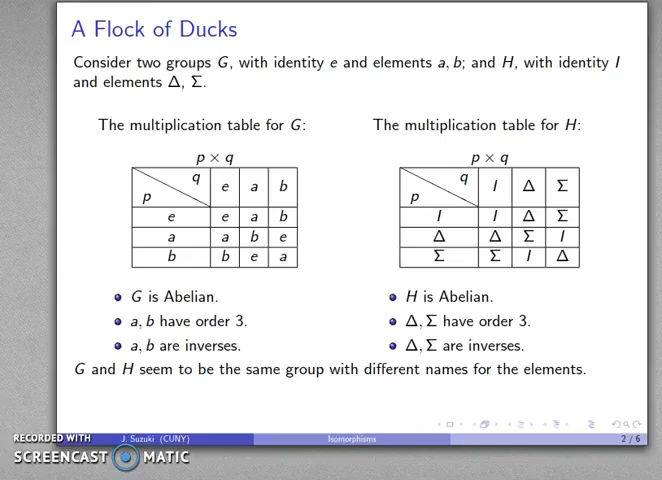 A Flock of Ducks
Consider two groups G, with identity e and elements a, b; and H, with identity I
and elements Δ, Σ.
The multiplication table for G:
p × q
q
p
e a b
e e a b
a a b e
b b e a
G is Abelian.
a, b have order 3.
a, b are inverses.
The multiplication table for H:
p × q
q
p
I Δ Σ
I I Δ Σ
Δ Δ Σ I
Σ Σ I Δ
H is Abelian.
Δ, Σ have order 3.
Δ, Σ are inverses.
G and H seem to be the same group with different names for the elements.
J. Suzuki (CUNY)
Isomorphisms
2 / 6
RECORDED WITH
SCREENCAST MATIC